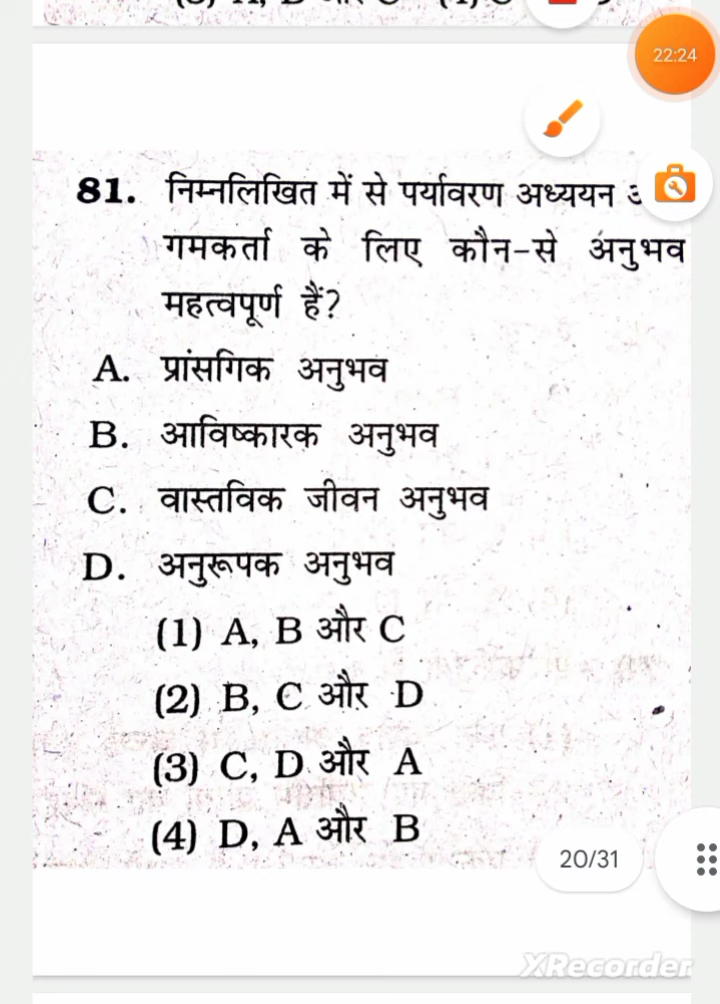 22:24
81. निम्नलिखित में से पर्यावरण अध्ययन
गमकर्ता के लिए कौन-से अनुभव
महत्वपूर्ण हैं?
A. प्रांसगिक अनुभव
B. आविष्कारक अनुभव
C. वास्तविक जीवन अनुभव
D. अनुरूपक अनुभव
(1) A, B और C
(2) B, C और D
(3) C, D और A
(4) D, A और B
20/31
XRecorder